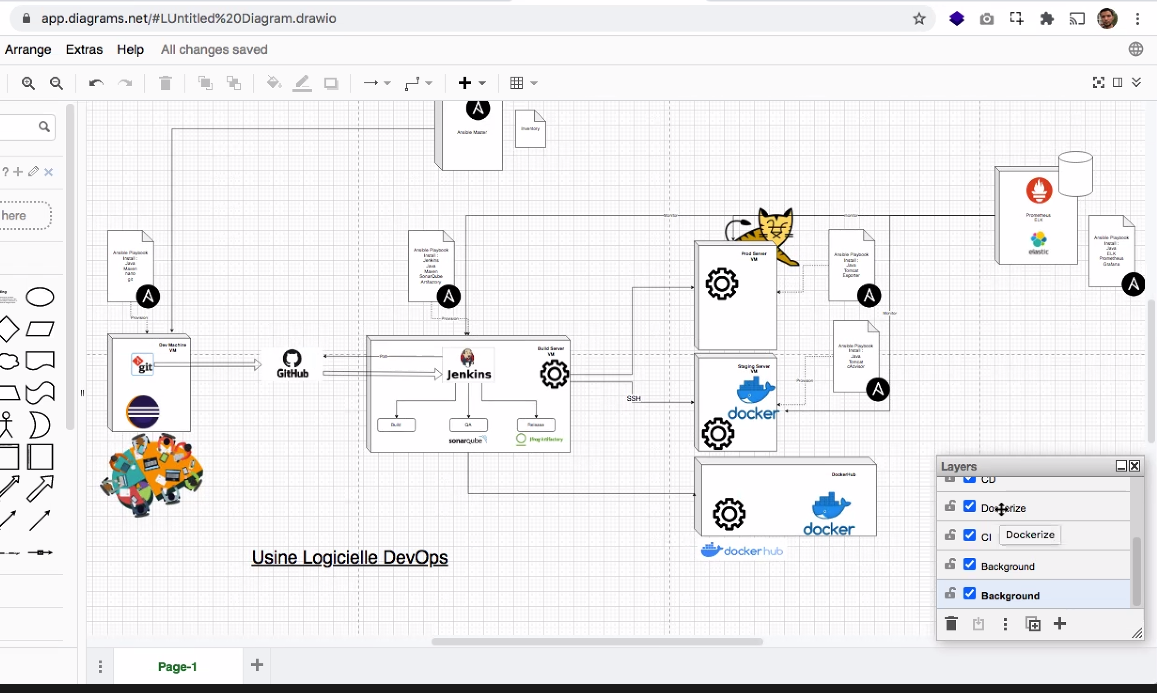 app.diagrams.net/#LUntitled%20Diagram.drawio
Arrange Extras Help All changes saved
Ansible Master
Inventory
? 
here
Prometheus
ELK
elastic
Ansible Playbook
Install :
Java
ELK
Prometheus
Grafana
Ansible Playbook
Install :
Java
Maven
nano
git
Ansible Playbook
Install :
Jenkins
Java
Maven
SonarQube
Artifactory
Prod Server
VM
Ansible Playbook
Install :
Java
Tomcat
Exporter
Monitor
Provision
Provision
Dev Machine
VM
git
GitHub
Build Server
VM
Jenkins
Build
QA
Release
sonarqube
SSH
Staging Server
VM
docker
Provision
Ansible Playbook
Install :
Java
Tomcat
cAdvisor
DockerHub
docker
docker hub
Usine Logicielle DevOps
Layers
CD
Dockerize
CI
Dockerize
Background
Background
Page-1